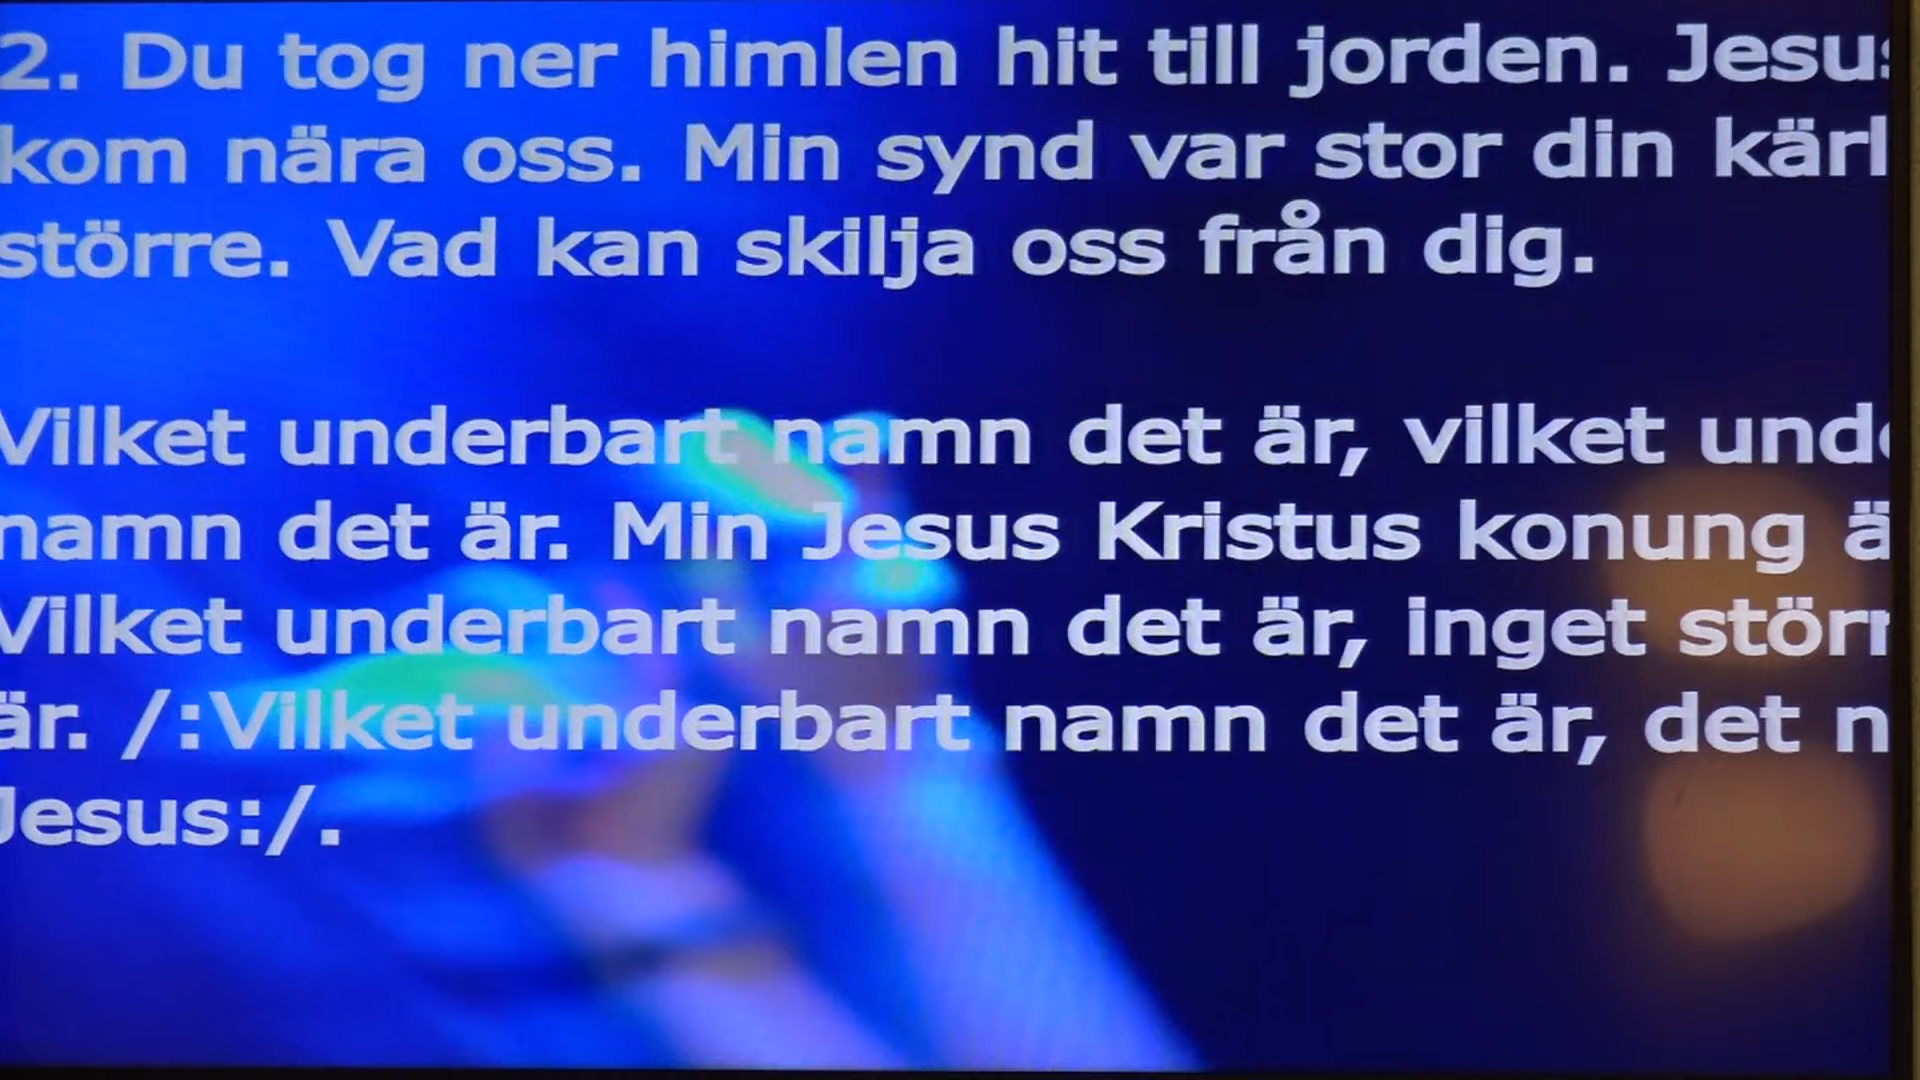 2. Du tog ner himlen hit till jorden. Jesus
kom nära oss. Min synd var stor din kärl
större. Vad kan skilja oss från dig.
Vilket underbart namn det är, vilket unde
namn det är. Min Jesus Kristus konung ä
Vilket underbart namn det är, inget störr
är. /:Vilket underbart namn det är, det n
Jesus:/.